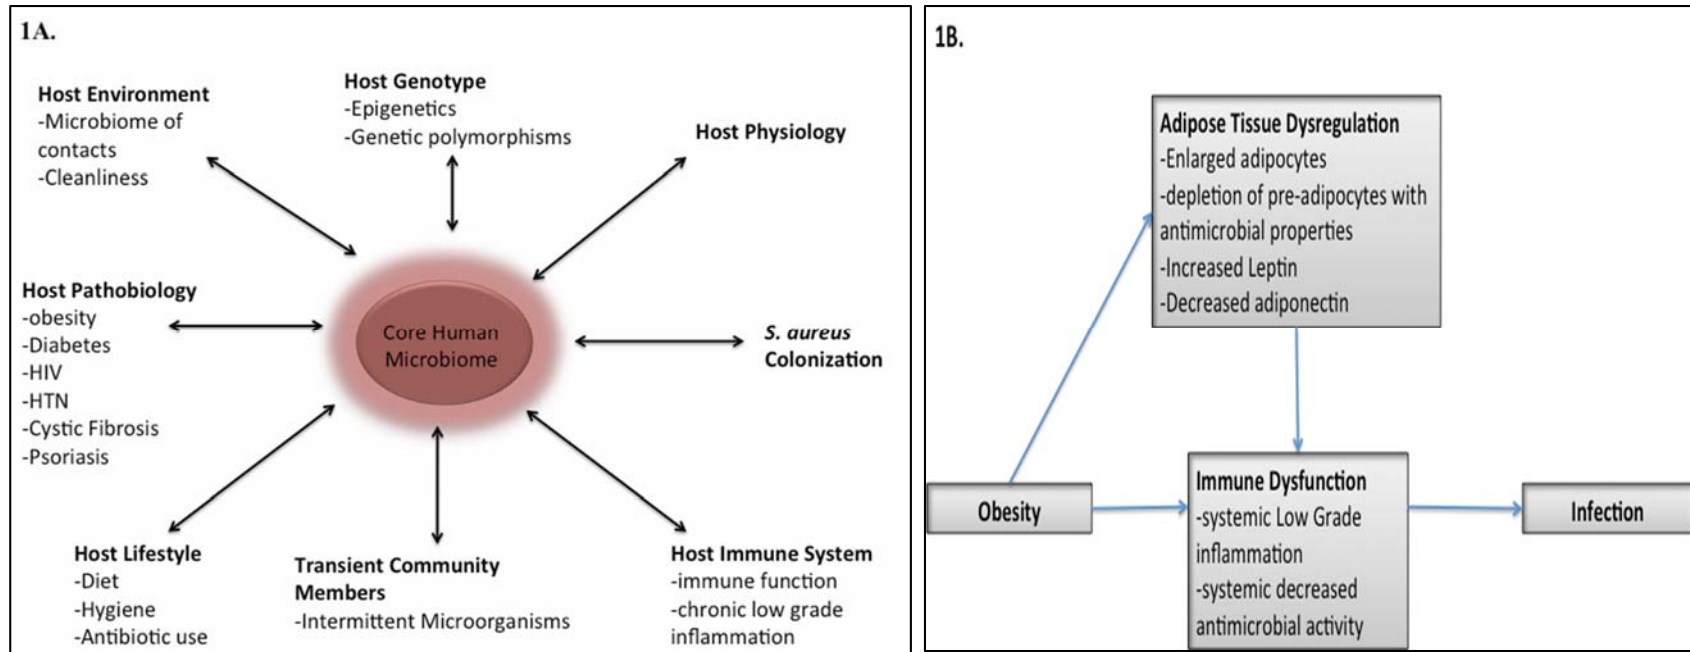 1A.
Host Environment
-Microbiome of
contacts
-Cleanliness
Host Genotype
-Epigenetics
-Genetic polymorphisms
Host Physiology
Host Pathobiology
-obesity
-Diabetes
-HIV
-HTN
-Cystic Fibrosis
-Psoriasis
Core Human
Microbiome
S. aureus
Colonization
Host Lifestyle
-Diet
-Hygiene
-Antibiotic use
Transient Community
Members
-Intermittent Microorganisms
Host Immune System
-immune function
-chronic low grade
inflammation
1B.
Adipose Tissue Dysregulation
-Enlarged adipocytes
-depletion of pre-adipocytes with
antimicrobial properties
-Increased Leptin
-Decreased adiponectin
Obesity
Immune Dysfunction
-systemic Low Grade
inflammation
-systemic decreased
antimicrobial activity
Infection